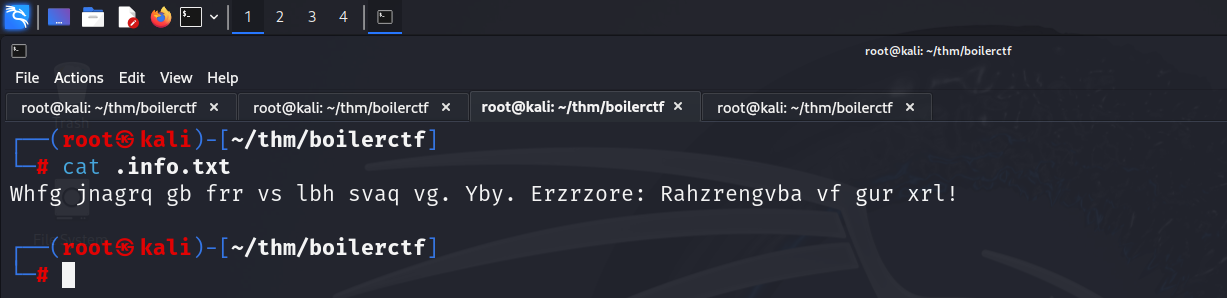 1 2 3 4
root@kali: ~/thm/boilerctf
File Actions Edit View Help
root@kali: ~/thm/boilerctf × root@kali: ~/thm/boilerctf × root@kali: ~/thm/boilerctf × root@kali: ~/thm/boilerctf ×
┌──(root㉿kali)-[~/thm/boilerctf]
└─# cat .info.txt
Whfg jnagrq gb frr vs lbh svaq vg. Yby. Erzrzore: Rahzrengvba vf gur xrl!
┌──(root㉿kali)-[~/thm/boilerctf]
└─#